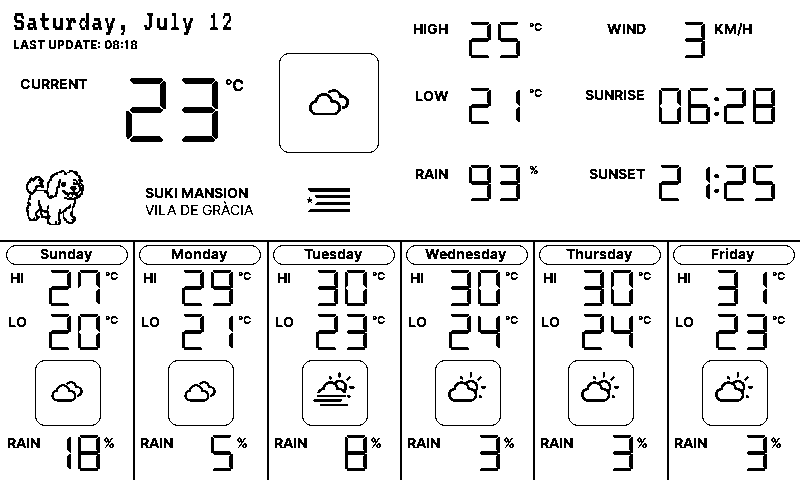 Saturday, July 12
LAST UPDATE: 08:18
CURRENT 23 °C
HIGH 25 °C
WIND 3 KM/H
LOW 21 °C
SUNRISE 06:28
RAIN 93 %
SUNSET 21:25
SUKI MANSION
VILA DE GRÀCIA
Sunday
HI 27 °C
LO 20 °C
RAIN 18 %
Monday
HI 29 °C
LO 21 °C
RAIN 5 %
Tuesday
HI 30 °C
LO 23 °C
RAIN 8 %
Wednesday
HI 30 °C
LO 24 °C
RAIN 3 %
Thursday
HI 30 °C
LO 24 °C
RAIN 3 %
Friday
HI 31 °C
LO 23 °C
RAIN 3 %